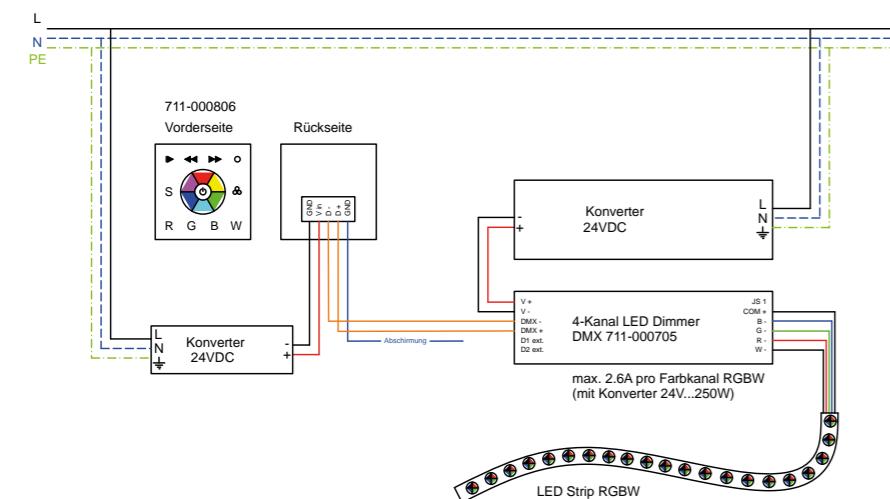 L
N
PE
711-000806
Vorderseite
Rückseite
S
R G B W
GND
V in
D -
D +
GND
L
N
Konverter
24VDC
-
+
Abschirmung
-
+
Konverter
24VDC
L
N
V +
V -
DMX -
DMX +
D1 ext.
D2 ext.
4-Kanal LED Dimmer
DMX 711-000705
JS 1
COM +
B -
G -
R -
W -
max. 2.6A pro Farbkanal RGBW
(mit Konverter 24V...250W)
LED Strip RGBW